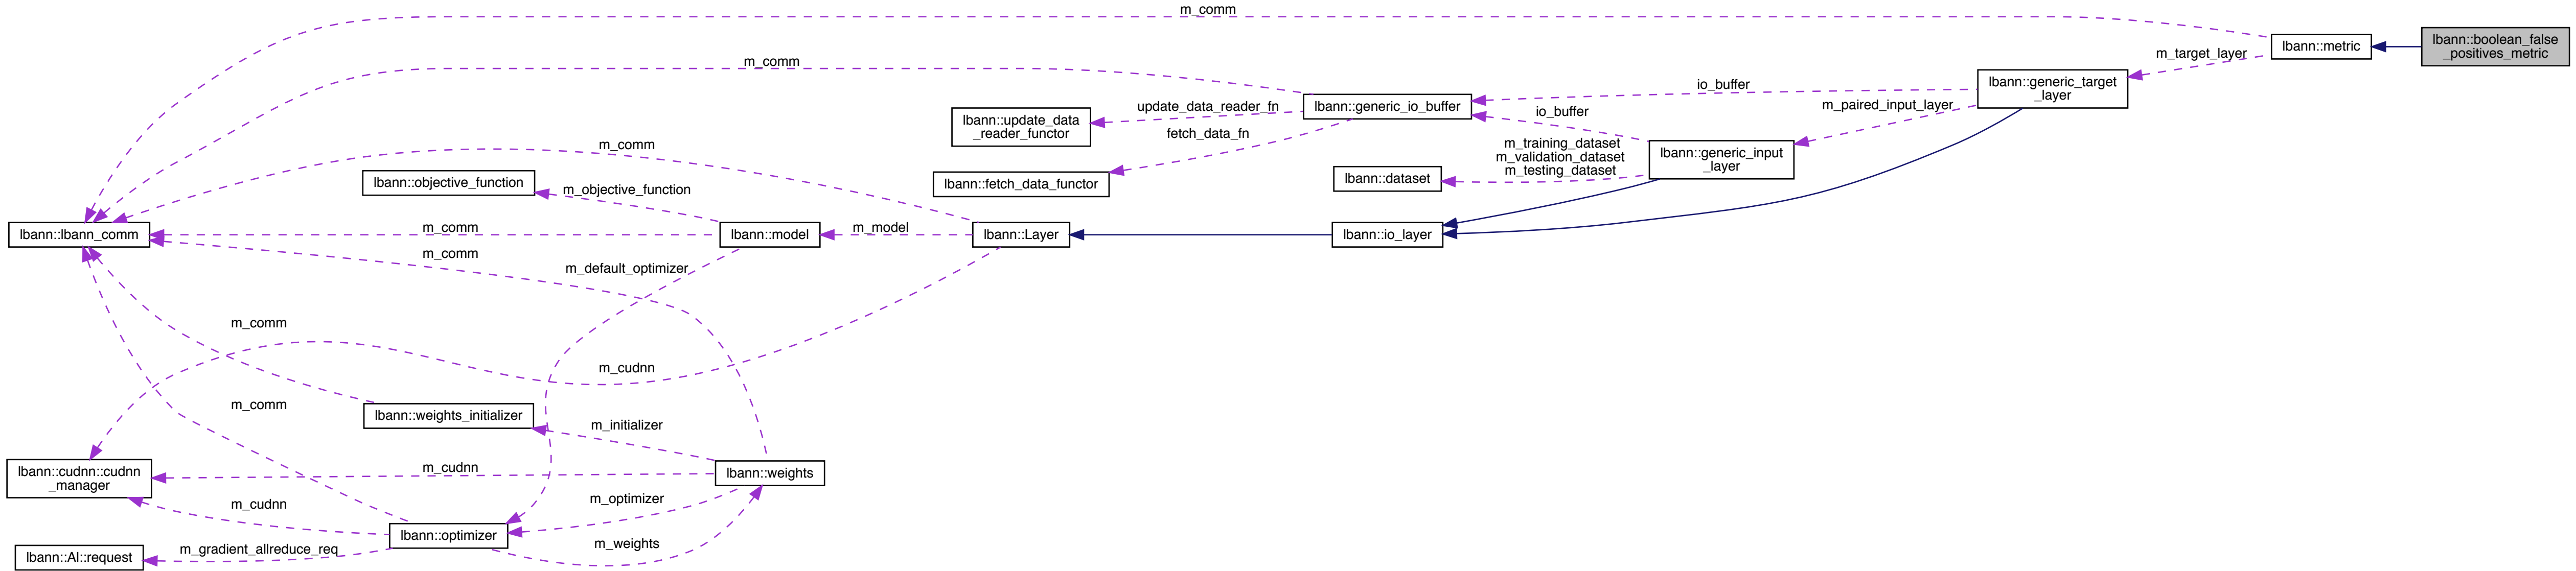 m_comm
lbann::boolean_false
_positives_metric
lbann::metric
m_target_layer
m_comm
lbann::generic_target
_layer
io_buffer
lbann::generic_io_buffer
update_data_reader_fn
m_paired_input_layer
io_buffer
lbann::update_data
_reader_functor
fetch_data_fn
m_comm
m_training_dataset
m_validation_dataset
m_testing_dataset
lbann::generic_input
_layer
lbann::dataset
lbann::objective_function
m_objective_function
lbann::fetch_data_functor
lbann::lbann_comm
m_comm
lbann::model
m_model
lbann::Layer
lbann::io_layer
m_comm
m_default_optimizer
m_comm
m_cudnn
m_comm
lbann::weights_initializer
m_initializer
lbann::cudnn::cudnn
_manager
m_cudnn
lbann::weights
m_cudnn
m_optimizer
lbann::optimizer
m_weights
m_gradient_allreduce_req
lbann::Al::request